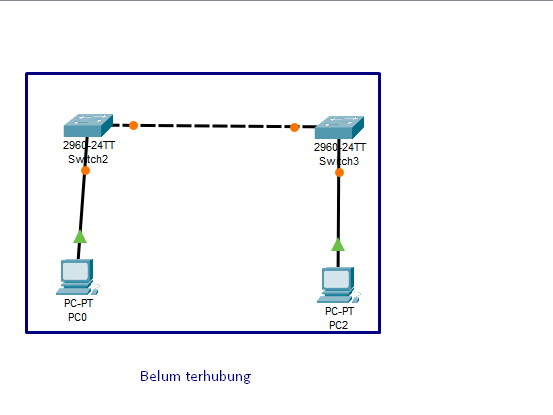 2960-24TT
Switch2
2960-24TT
Switch3
PC-PT
PC0
PC-PT
PC2
Belum terhubung